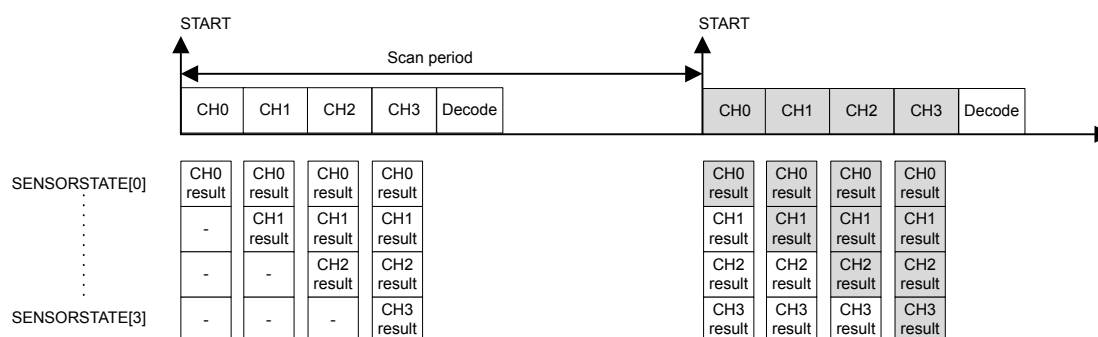 START START
Scan period
CH0 CH1 CH2 CH3 Decode CH0 CH1 CH2 CH3 Decode
SENSORSTATE[0] CH0 CH0 CH0 CH0 CH0 CH0 CH0 CH0
result result result result result result result result
CH1 CH1 CH1 CH1 CH1 CH1 CH1
- result result result result result result result
CH2 CH2 CH2 CH2 CH2 CH2
- - result result result result result result
SENSORSTATE[3] CH3 CH3 CH3 CH3 CH3
- - - result result result result result